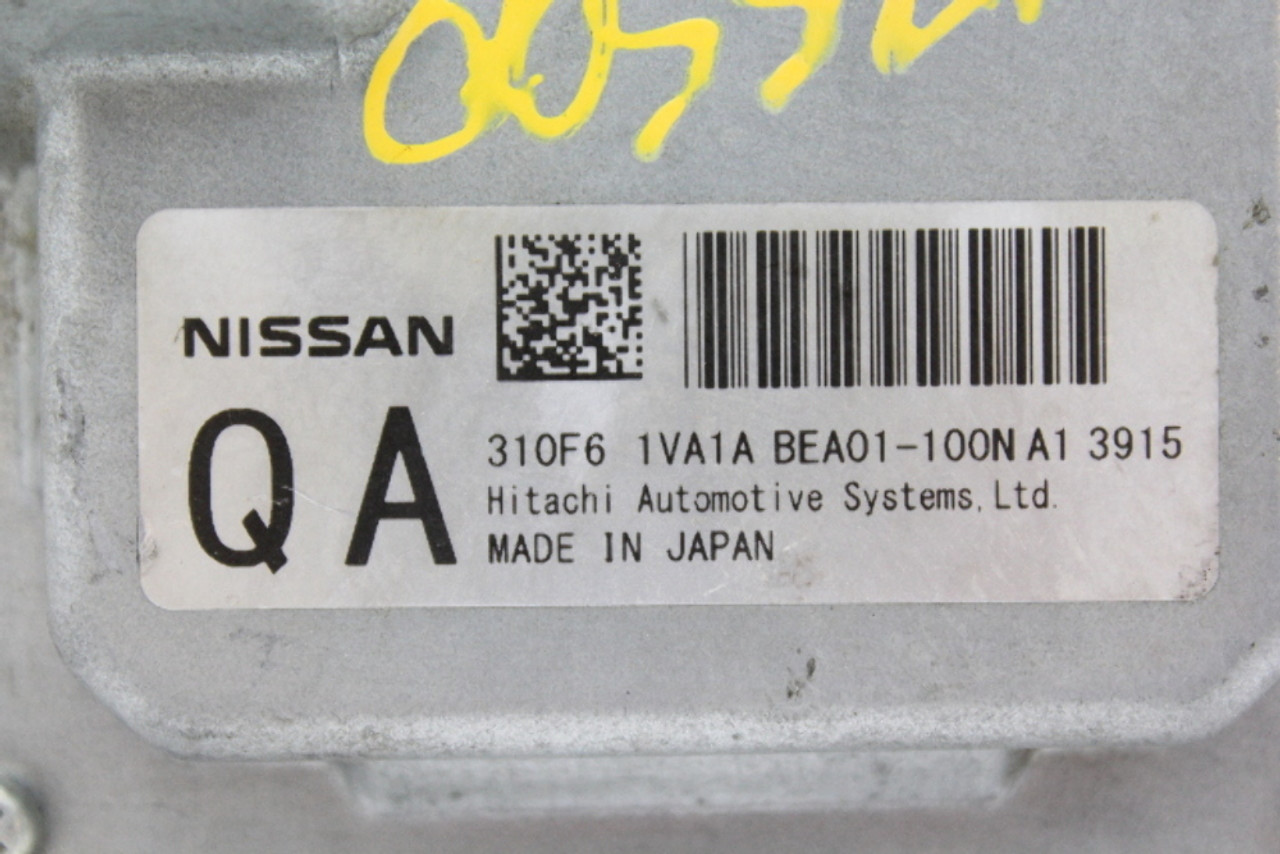 NISSAN
QA
310F6 1VA1A BEA01-100N A1 3915
Hitachi Automotive Systems, Ltd.
MADE IN JAPAN